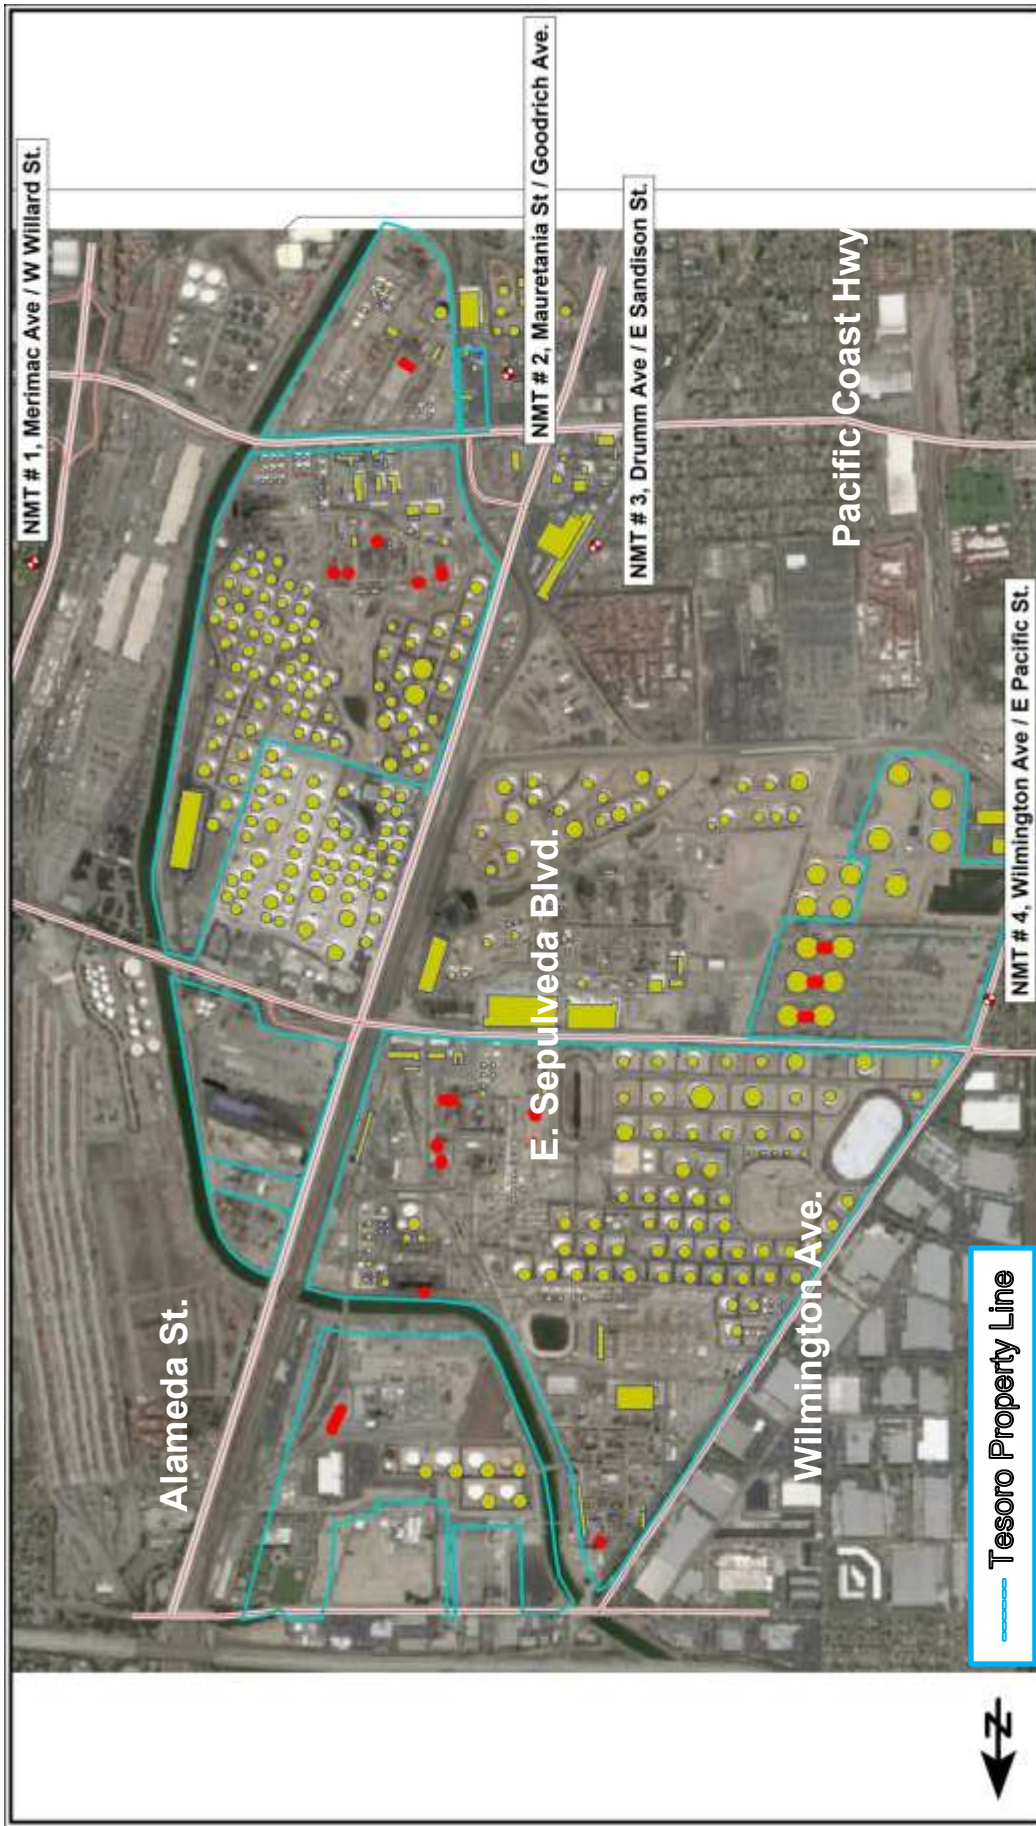 NMT # 1, Merimac Ave / W Willard St.
NMT # 2, Mauretania St / Goodrich Ave.
NMT # 3, Drumm Ave / E Sandison St.
Pacific Coast Hwy
NMT # 4, Wilmington Ave / E Pacific St.
E. Sepulveda Blvd.
Alameda St.
Wilmington Ave.
Tesoro Property Line
N